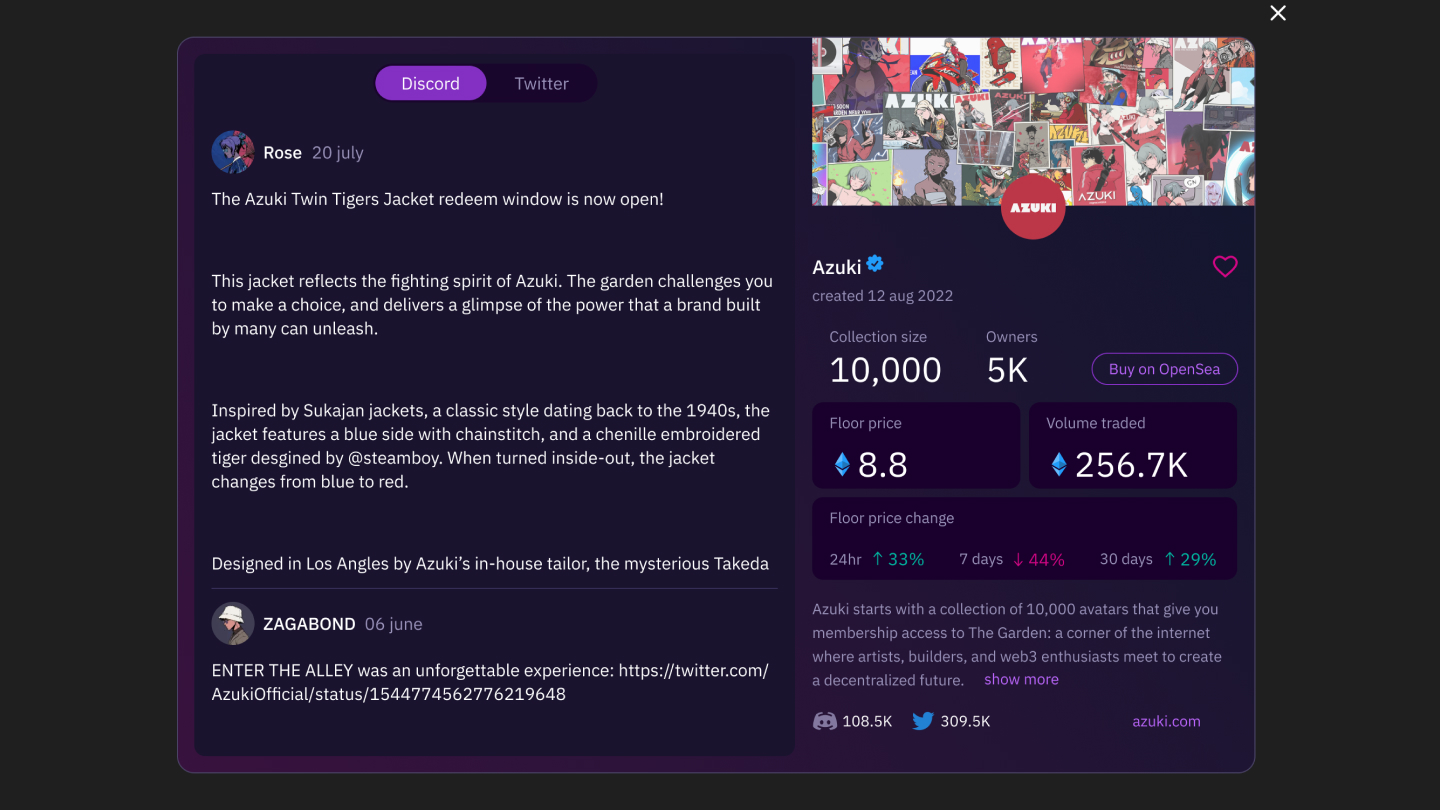 Discord
Twitter
Rose 20 july
The Azuki Twin Tigers Jacket redeem window is now open!
This jacket reflects the fighting spirit of Azuki. The garden challenges you
to make a choice, and delivers a glimpse of the power that a brand built
by many can unleash.
Inspired by Sukajan jackets, a classic style dating back to the 1940s, the
jacket features a blue side with chainstitch, and a chenille embroidered
tiger desgined by @steamboy. When turned inside-out, the jacket
changes from blue to red.
Designed in Los Angles by Azuki’s in-house tailor, the mysterious Takeda
ZAGABOND 06 june
ENTER THE ALLEY was an unforgettable experience: https://twitter.com/
AzukiOfficial/status/1544774562776219648
AZUKI
AZUKI
AZUKI
AZUKI
Azuki
created 12 aug 2022
Collection size
10,000
Owners
5K
Buy on OpenSea
Floor price
8.8
Volume traded
256.7K
Floor price change
24hr ↑ 33% 7 days ↓ 44% 30 days ↑ 29%
Azuki starts with a collection of 10,000 avatars that give you
membership access to The Garden: a corner of the internet
where artists, builders, and web3 enthusiasts meet to create
a decentralized future. show more
108.5K 309.5K azuki.com